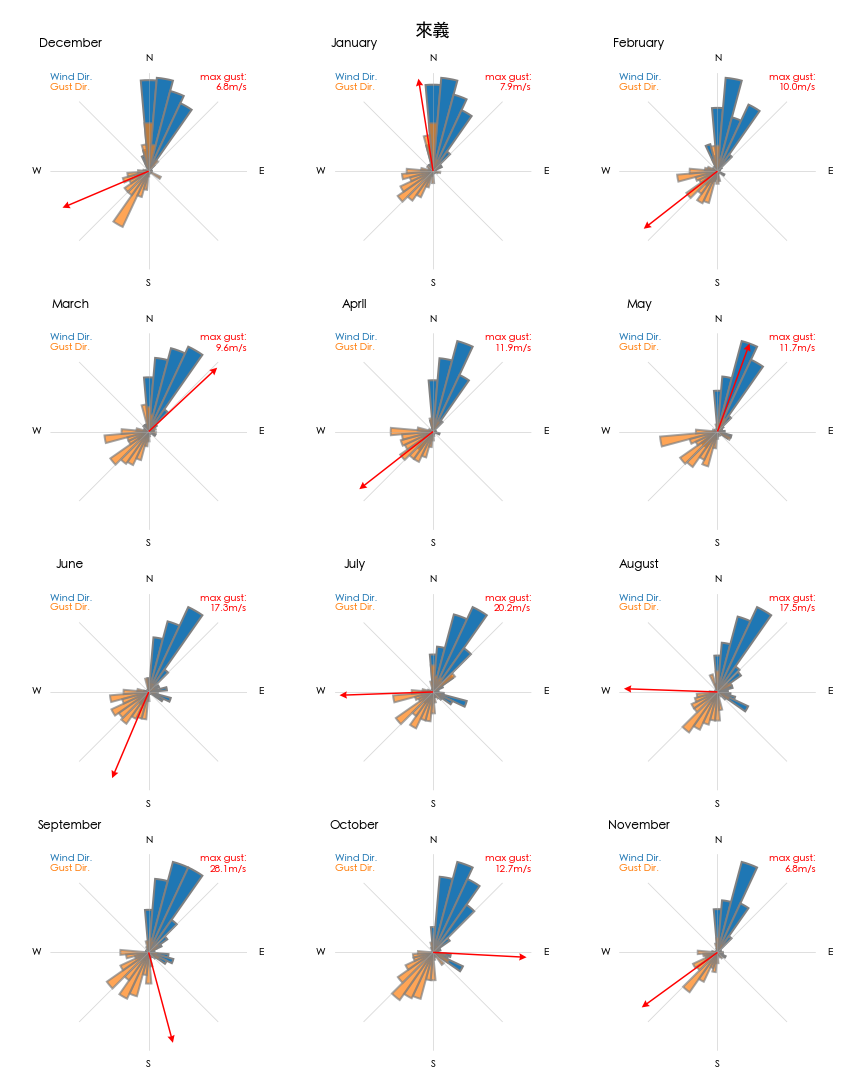 來義
December
N
Wind Dir.
Gust Dir.
max gust:
6.8m/s
W
E
S
January
N
Wind Dir.
Gust Dir.
max gust:
7.9m/s
W
E
S
February
N
Wind Dir.
Gust Dir.
max gust:
10.0m/s
W
E
S
March
N
Wind Dir.
Gust Dir.
max gust:
9.6m/s
W
E
S
April
N
Wind Dir.
Gust Dir.
max gust:
11.9m/s
W
E
S
May
N
Wind Dir.
Gust Dir.
max gust:
11.7m/s
W
E
S
June
N
Wind Dir.
Gust Dir.
max gust:
17.3m/s
W
E
S
July
N
Wind Dir.
Gust Dir.
max gust:
20.2m/s
W
E
S
August
N
Wind Dir.
Gust Dir.
max gust:
17.5m/s
W
E
S
September
N
Wind Dir.
Gust Dir.
max gust:
28.1m/s
W
E
S
October
N
Wind Dir.
Gust Dir.
max gust:
12.7m/s
W
E
S
November
N
Wind Dir.
Gust Dir.
max gust:
6.8m/s
W
E
S